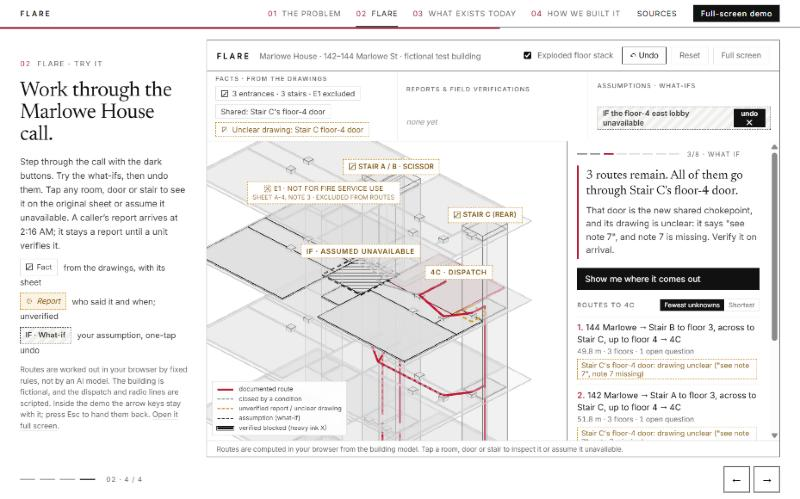 FLARE
01 THE PROBLEM
02 FLARE
03 WHAT EXISTS TODAY
04 HOW WE BUILT IT
SOURCES
Full-screen demo
02 FLARE · TRY IT
Work through the
Marlowe House
call.
Step through the call with the dark
buttons. Try the what-ifs, then undo
them. Tap any room, door or stair to see
it on the original sheet or assume it
unavailable. A caller's report arrives at
2:16 AM; it stays a report until a unit
verifies it.
Fact from the drawings, with its
sheet
Report who said it and when;
unverified
IF · What-if your assumption, one-tap
undo
Routes are worked out in your browser by fixed
rules, not by an AI model. The building is
fictional, and the dispatch and radio lines are
scripted. Inside the demo the arrow keys stay
with it; press Esc to hand them back. Open it
full screen.
02 · 4 / 4
FLARE Marlowe House · 142–144 Marlowe St · fictional test building
Exploded floor stack
Undo
Reset
Full screen
FACTS · FROM THE DRAWINGS
3 entrances · 3 stairs · E1 excluded
Shared: Stair C's floor-4 door
Unclear drawing: Stair C floor-4 door
REPORTS & FIELD VERIFICATIONS
none yet
ASSUMPTIONS · WHAT-IFS
IF the floor-4 east lobby
unavailable
undo
×
STAIR A / B · SCISSOR
E1 · NOT FOR FIRE SERVICE USE
SHEET A-4, NOTE 3 · EXCLUDED FROM ROUTES
STAIR C (REAR)
IF · ASSUMED UNAVAILABLE
4C · DISPATCH
documented route
closed by a condition
unverified report / unclear drawing
assumption (what-if)
verified blocked (heavy ink X)
3/8 · WHAT IF
3 routes remain. All of them go
through Stair C's floor-4 door.
That door is the new shared chokepoint,
and its drawing is unclear: it says "see
note 7", and note 7 is missing. Verify it on
arrival.
Show me where it comes out
ROUTES TO 4C
Fewest unknowns
Shortest
1. 144 Marlowe → Stair B to floor 3, across to
Stair C, up to floor 4 → 4C
49.8 m · 3 floors · 1 open question
Stair C's floor-4 door: drawing unclear ("see note
7", note 7 missing)
2. 142 Marlowe → Stair A to floor 3, across to
Stair C, up to floor 4 → 4C
51.8 m · 3 floors · 1 open question
Stair C's floor-4 door: drawing unclear ("see note
Routes are computed in your browser from the building model. Tap a room, door or stair to inspect it or assume it unavailable.
← →